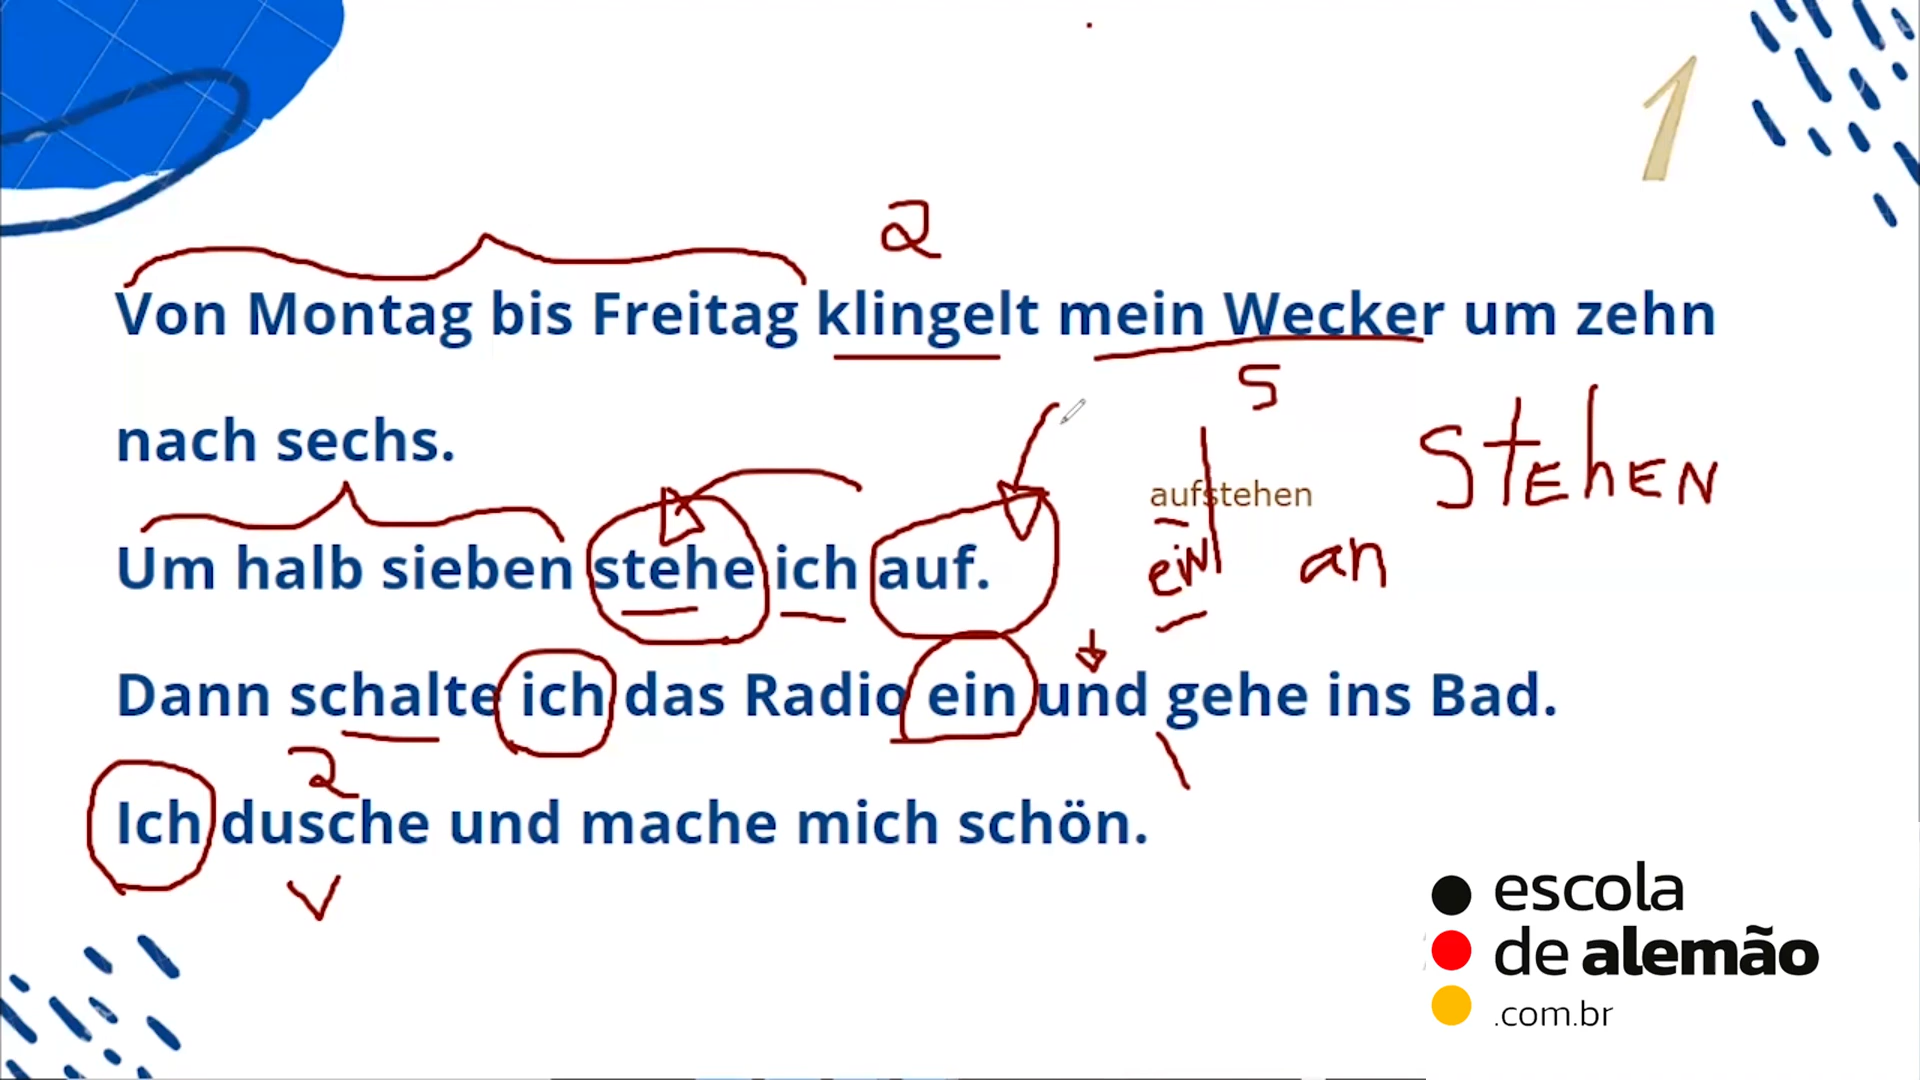 1
2
Von Montag bis Freitag klingelt mein Wecker um zehn
S
nach sechs.
STEhEN
aufstehen
Um halb sieben stehe ich auf.
ein an
Dann schalte ich das Radio ein und gehe ins Bad.
2
Ich dusche und mache mich schön.
V
escola
de alemão
.com.br